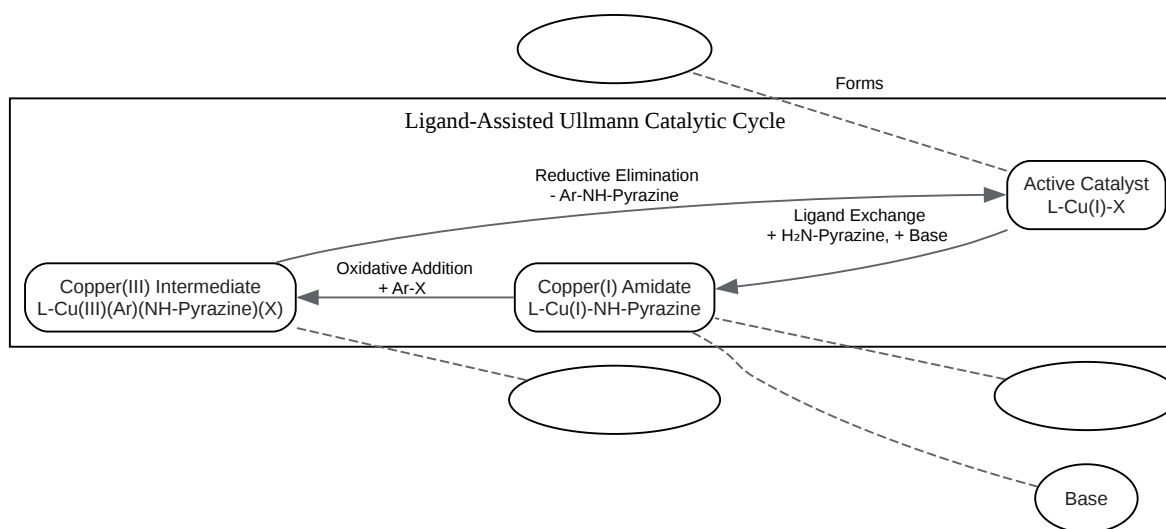 Forms
Ligand-Assisted Ullmann Catalytic Cycle
Reductive Elimination
- Ar-NH-Pyrazine
Active Catalyst
L-Cu(I)-X
Ligand Exchange
+ H₂N-Pyrazine, + Base
Oxidative Addition
+ Ar-X
Copper(III) Intermediate
L-Cu(III)(Ar)(NH-Pyrazine)(X)
Copper(I) Amidate
L-Cu(I)-NH-Pyrazine
Base